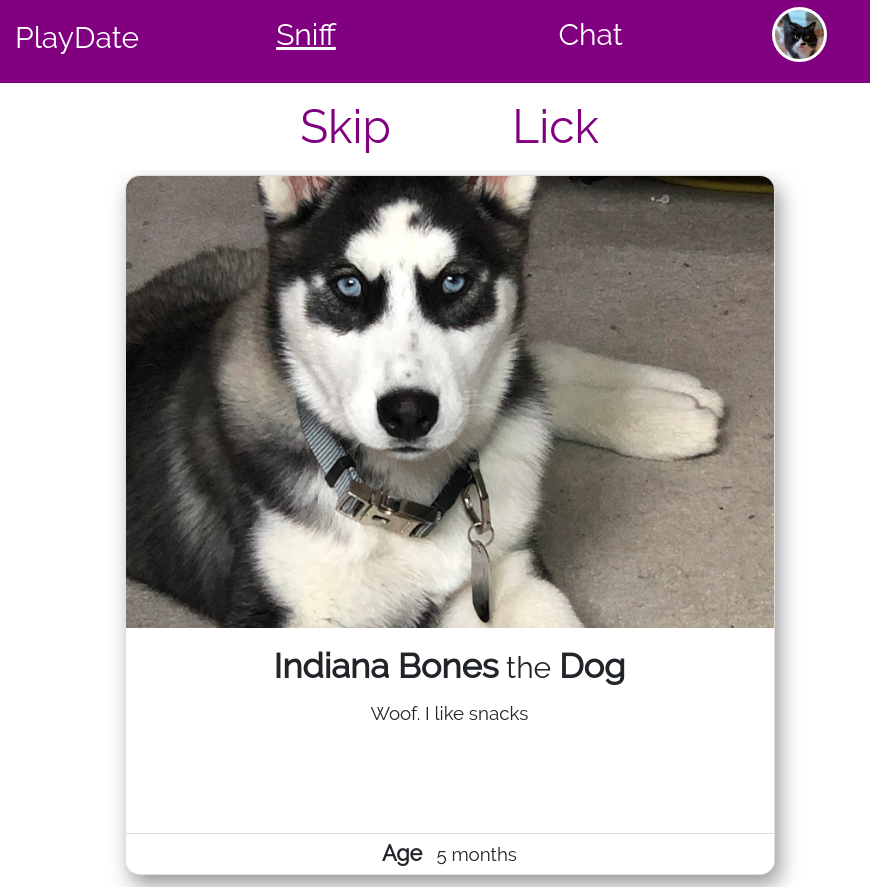 PlayDate Sniff Chat
Skip Lick
Indiana Bones the Dog
Woof. I like snacks
Age 5 months